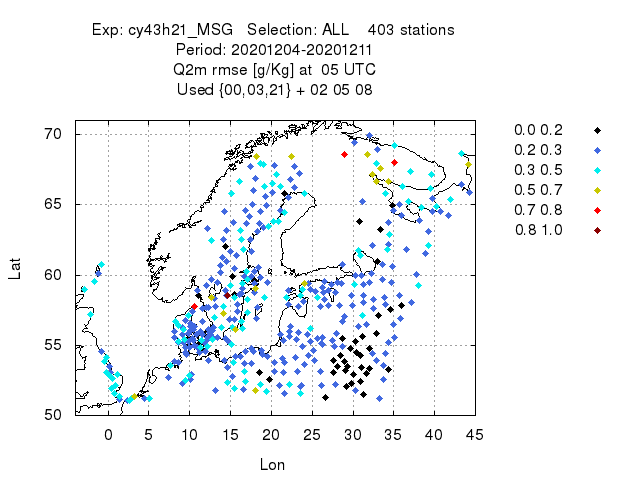 Exp: cy43h21_MSG   Selection: ALL    403 stations
Period: 20201204-20201211
Q2m rmse [g/Kg] at  05 UTC
Used {00,03,21} + 02 05 08
0.0 0.2
0.2 0.3
0.3 0.5
0.5 0.7
0.7 0.8
0.8 1.0
70
65
60
55
50
Lat
0 5 10 15 20 25 30 35 40 45
Lon